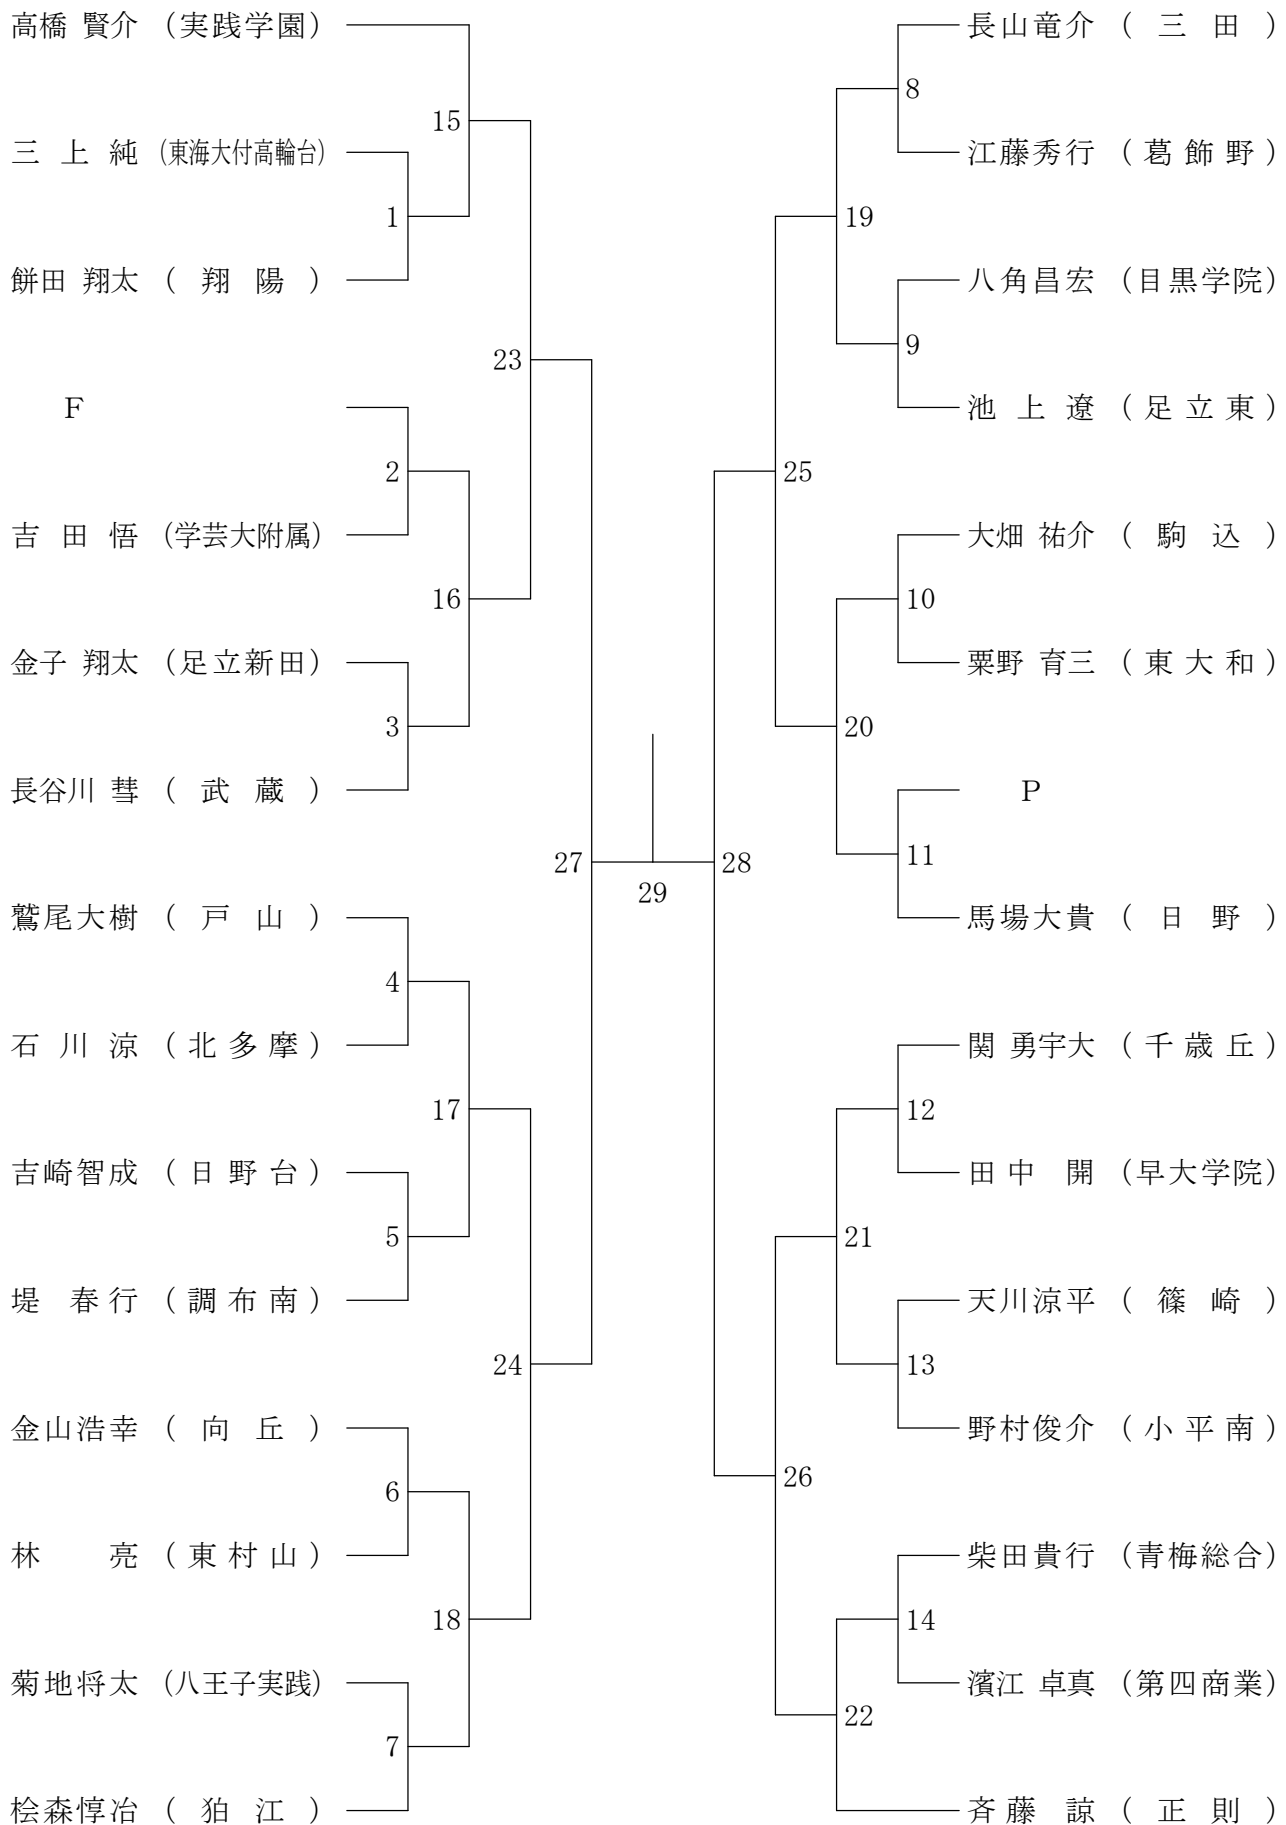 高橋 賢介 （実践学園）
三 上 純 （東海大付高輪台）
餅田 翔太 （ 翔 陽 ）
F
吉 田 悟 （学芸大附属）
金子 翔太 （足立新田）
長谷川 彗 （ 武 蔵 ）
鷲尾大樹 （ 戸 山 ）
石 川 涼 （北多摩）
吉崎智成 （日野台）
堤 春行 （調布南）
金山浩幸 （ 向 丘 ）
林 亮 （東村山）
菊地将太 （八王子実践）
桧森惇冶 （ 狛 江 ）
15
1
23
2
16
3
27
4
17
5
24
6
18
7
29
長山竜介 （ 三 田 ）
江藤秀行 （葛飾野）
八角昌宏 （目黒学院）
池 上 遼 （足立東）
大畑 祐介 （ 駒 込 ）
粟野 育三 （東大和）
P
馬場大貴 （ 日 野 ）
関 勇宇大 （千歳丘）
田中 開 （早大学院）
天川涼平 （ 篠 崎 ）
野村俊介 （小平南）
柴田貴行 （青梅総合）
濱江 卓真 （第四商業）
斉藤 諒 （ 正 則 ）
8
19
9
25
10
20
11
28
12
21
13
26
14
22